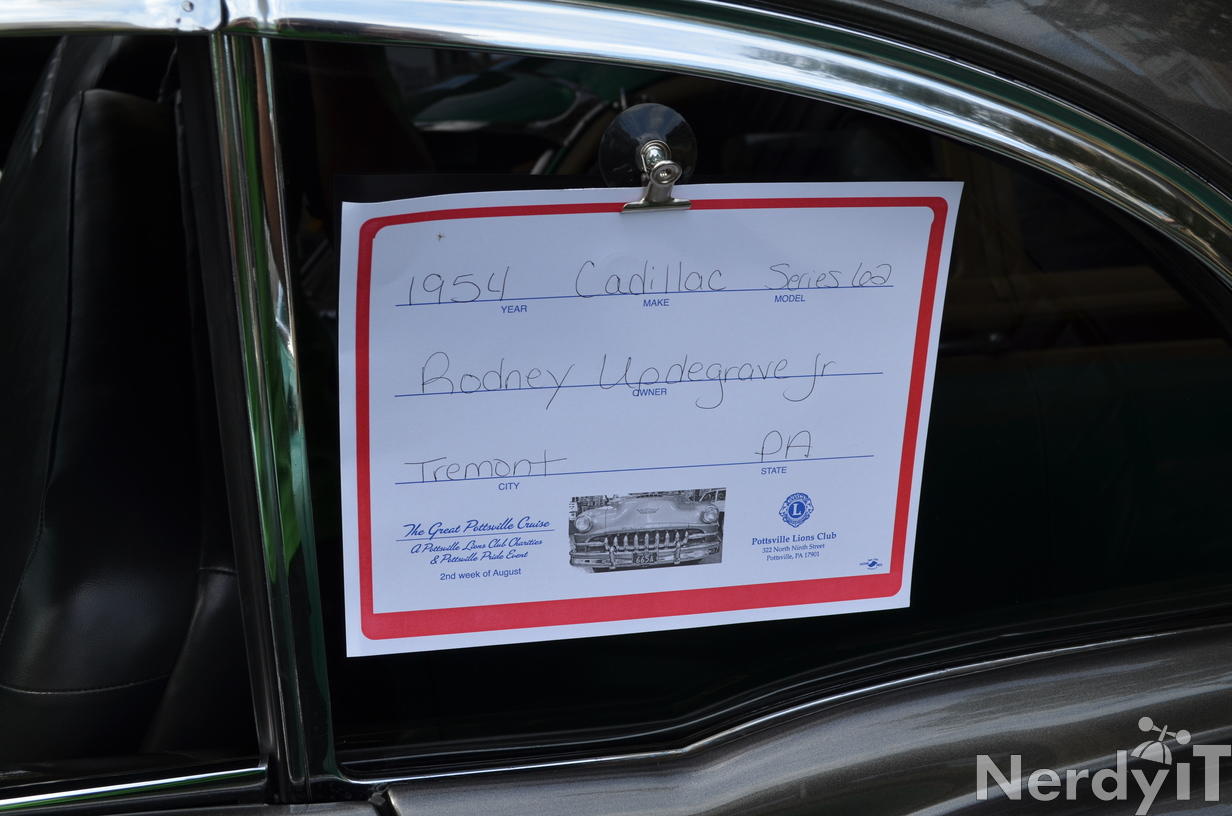 1954 Cadillac Series 62
YEAR MAKE MODEL
Rodney Updegrave Jr
OWNER
Tremont PA
CITY STATE
The Great Pottsville Cruise
A Pottsville Lions Club Charities
& Pottsville Pride Event
2nd week of August
665A
L
Pottsville Lions Club
322 North Ninth Street
Pottsville, PA 17901
NerdyIT